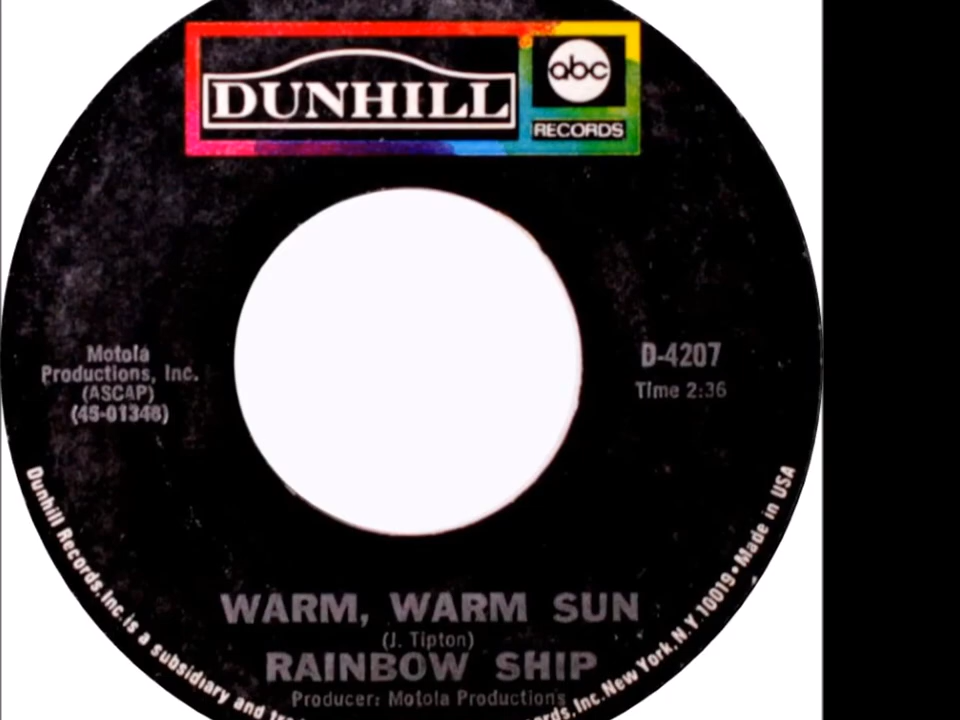 DUNHILL
abc
RECORDS
Motola
Productions, Inc.
(ASCAP)
(45-01348)
D-4207
Time 2:36
WARM, WARM SUN
(J. Tipton)
RAINBOW SHIP
Producer: Motola Productions
Dunhill Records, Inc. is a subsidiary and
Inc. New York, N.Y. 10019 • Made in USA